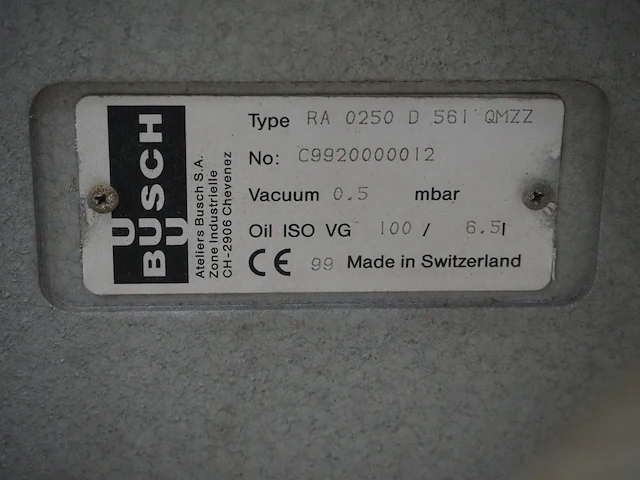 BUSCH
Ateliers Busch S.A.
Zone Industrielle
CH-2906 Chevenez
Type RA 0250 D 561 QMZZ
No: C9920000012
Vacuum 0.5 mbar
Oil ISO VG 100 / 6.5l
CE 99 Made in Switzerland